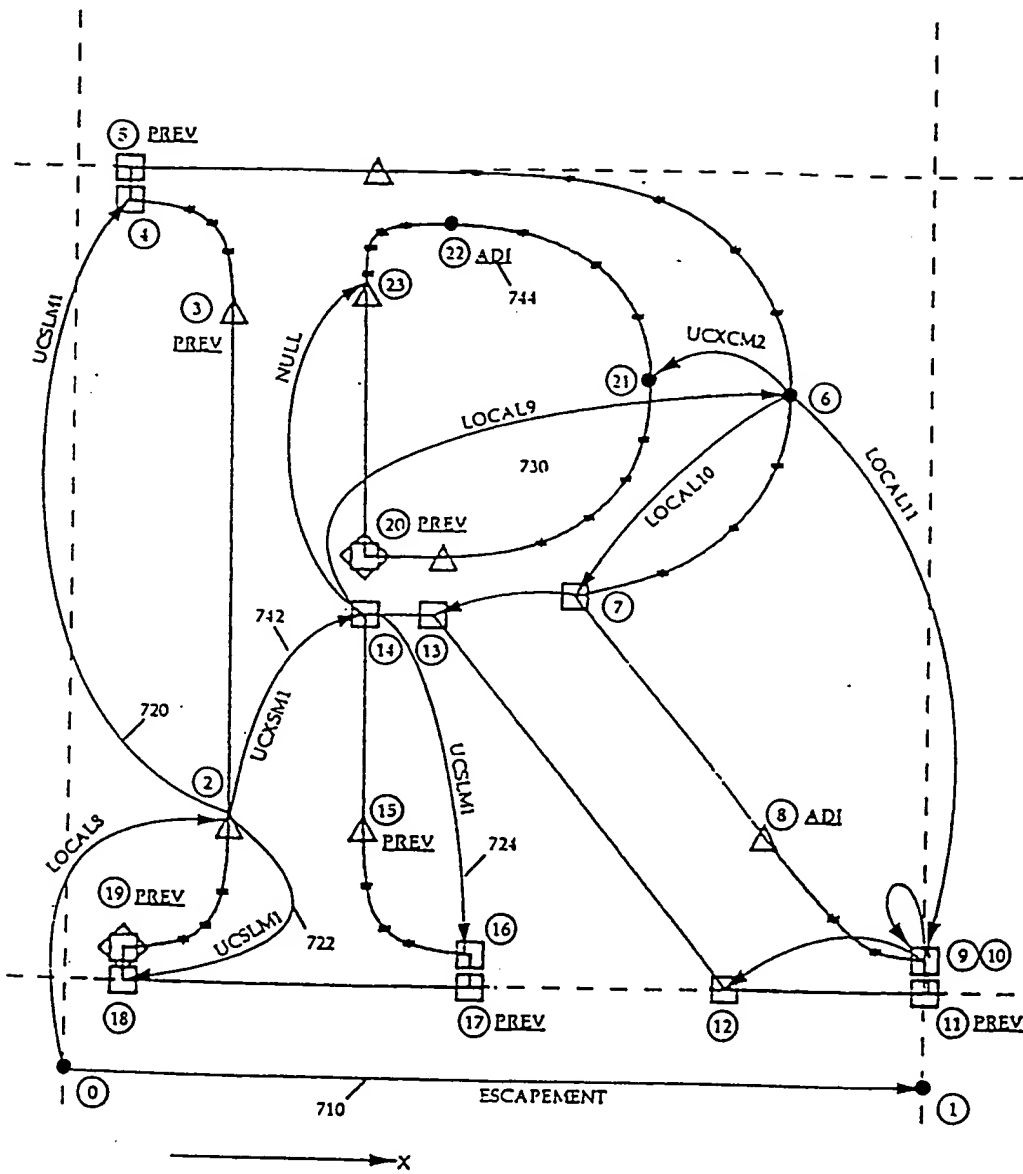 5 PREV
4
22 ADJ
744
23
3
PREV
UCSLM1
NULL
UCXCM2
21
6
LOCAL9
730
LOCAL10
LOCAL11
20 PREV
7
742
14
13
UCXSM1
720
2
UCSLM1
15
PREV
8 ADJ
724
LOCAL8
19 PREV
UCSLM1
722
16
9 10
18
17 PREV
12
11 PREV
0
710
ESCAPEMENT
1
X